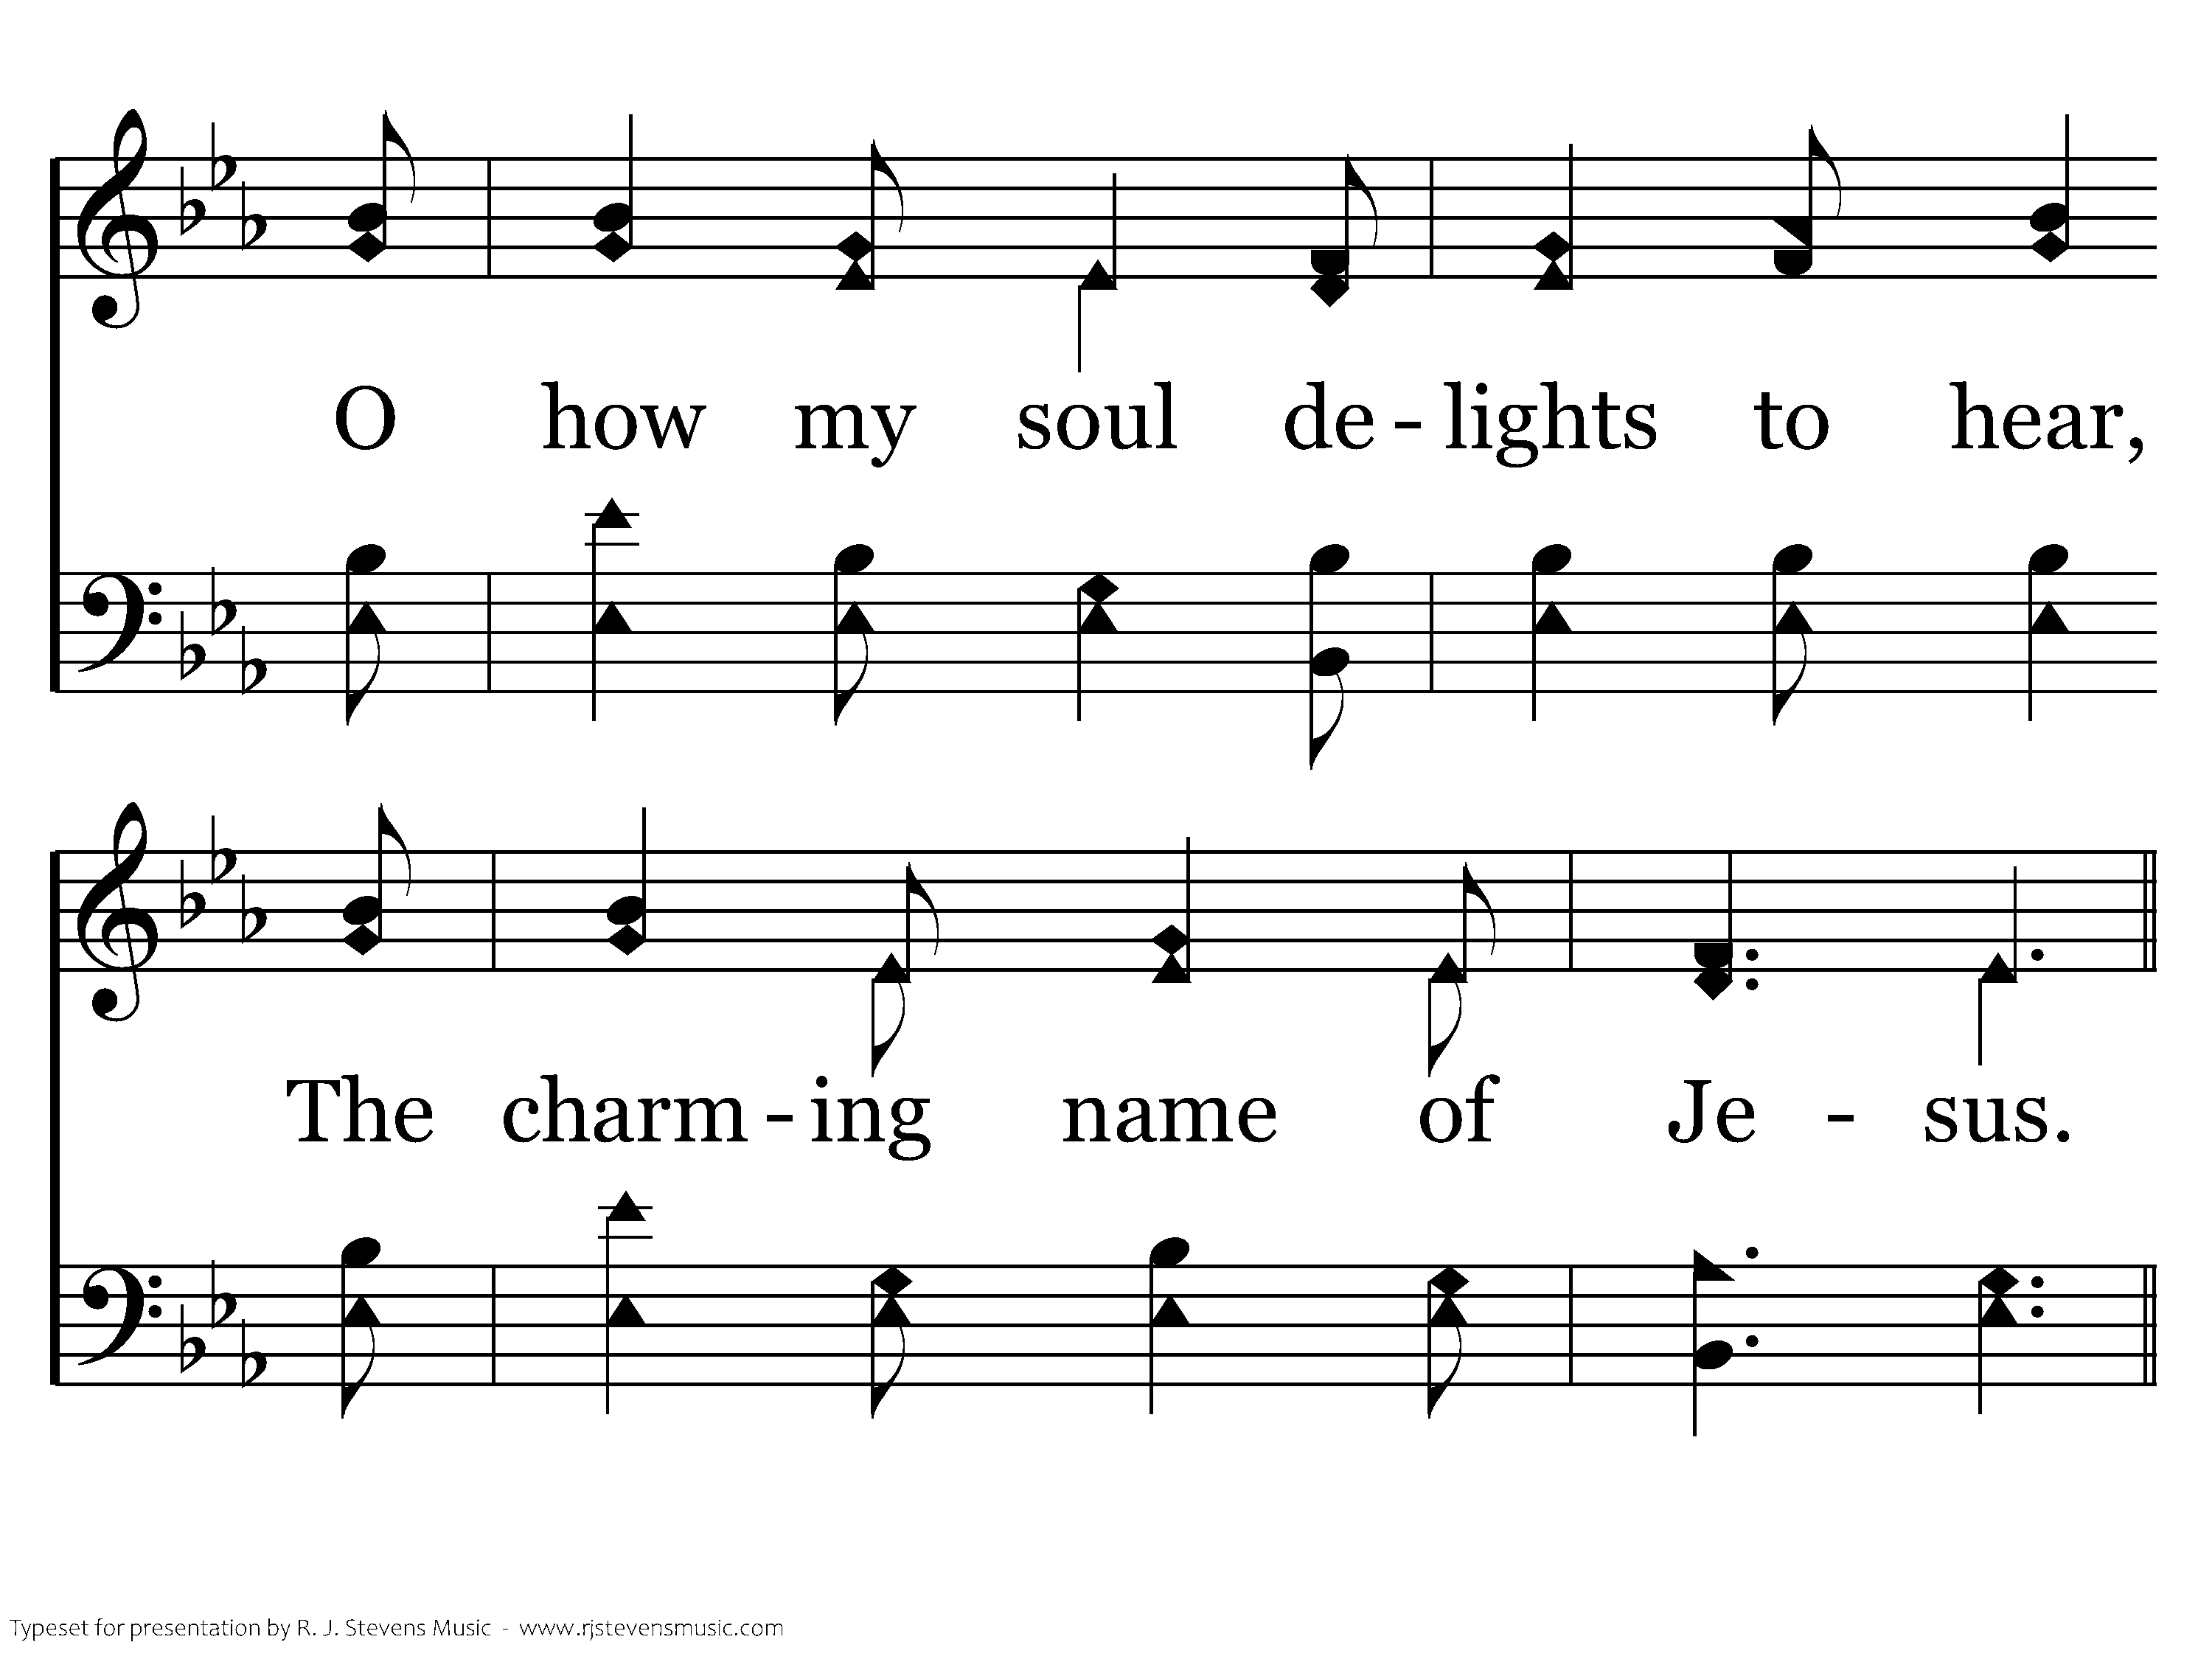 O how my soul de - lights to hear,
The charm - ing name of Je - sus.
Typeset for presentation by R. J. Stevens Music - www.rjstevensmusic.com